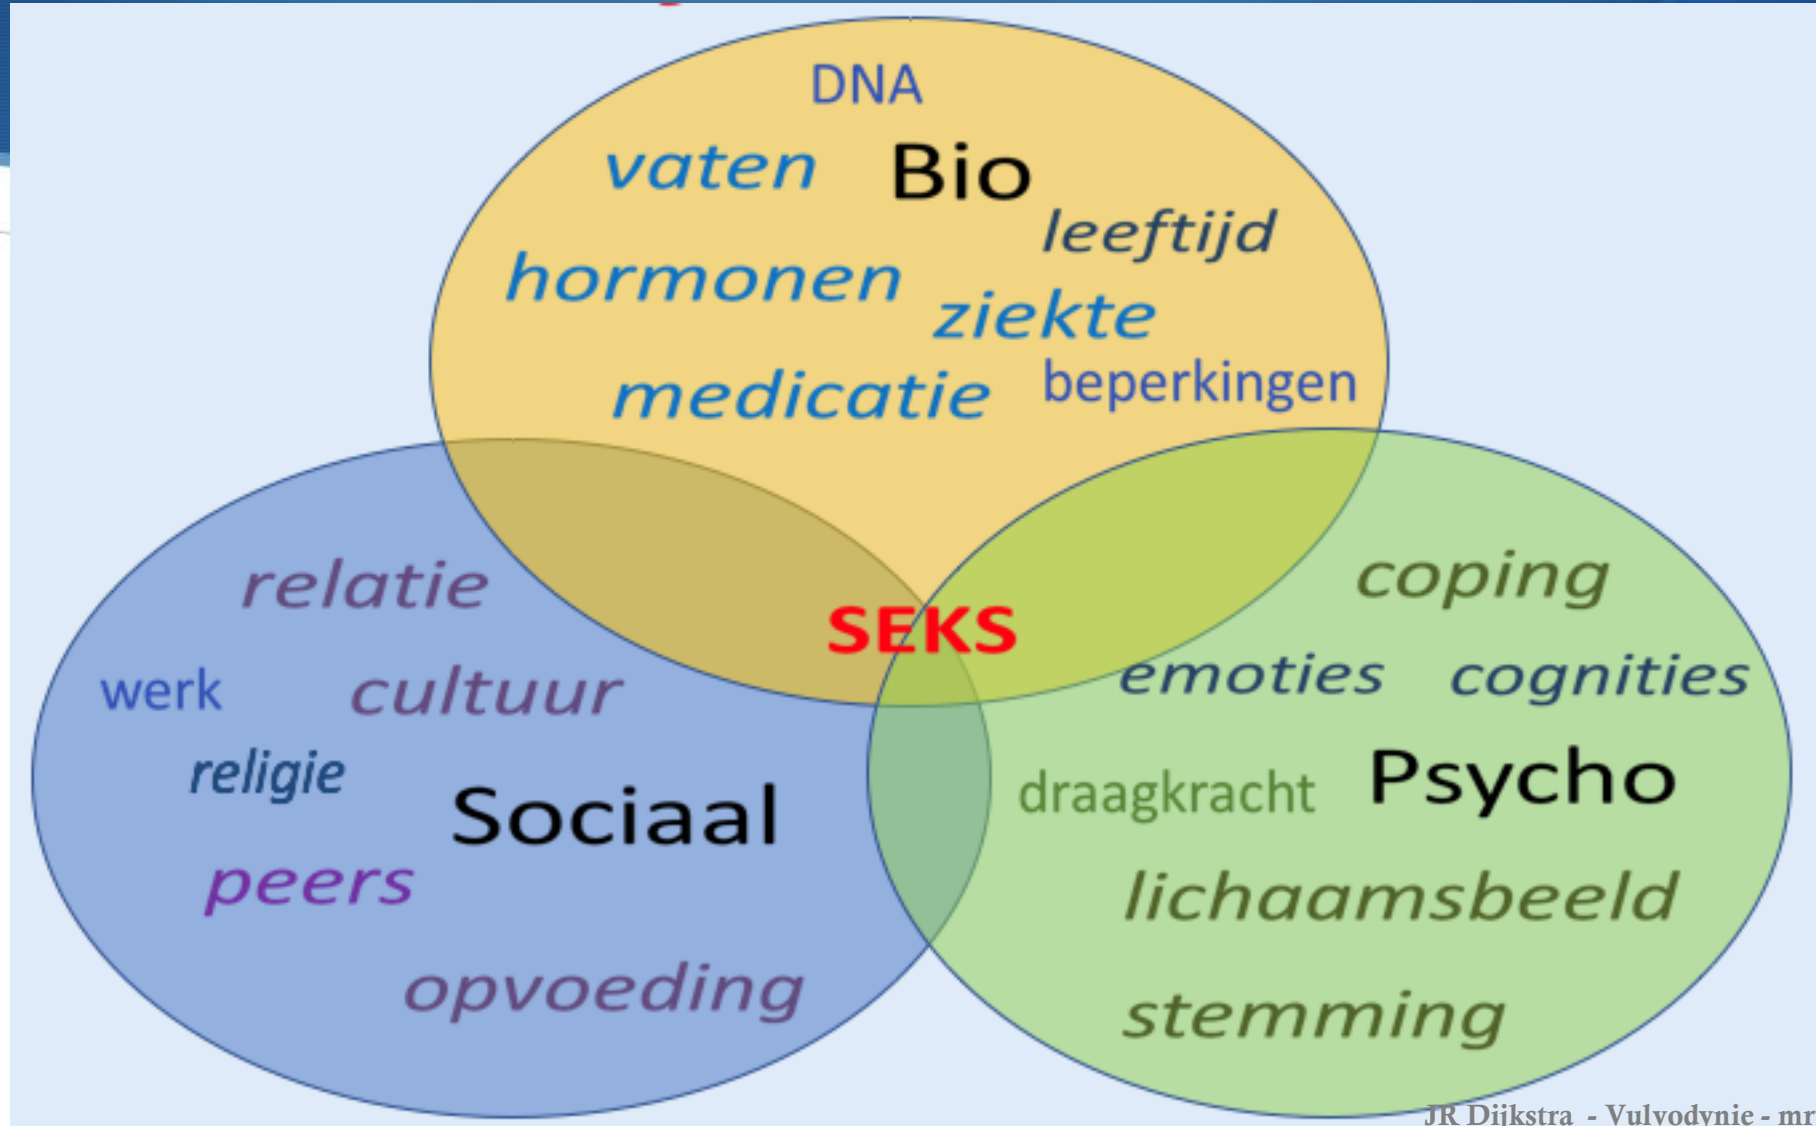 DNA
vaten Bio
leeftijd
hormonen
ziekte
medicatie beperkingen
SEKS
relatie
werk cultuur
religie
Sociaal
peers
opvoeding
coping
emoties cognities
draagkracht Psycho
lichaamsbeeld
stemming
JR Dijkstra - Vulvodynie - mr